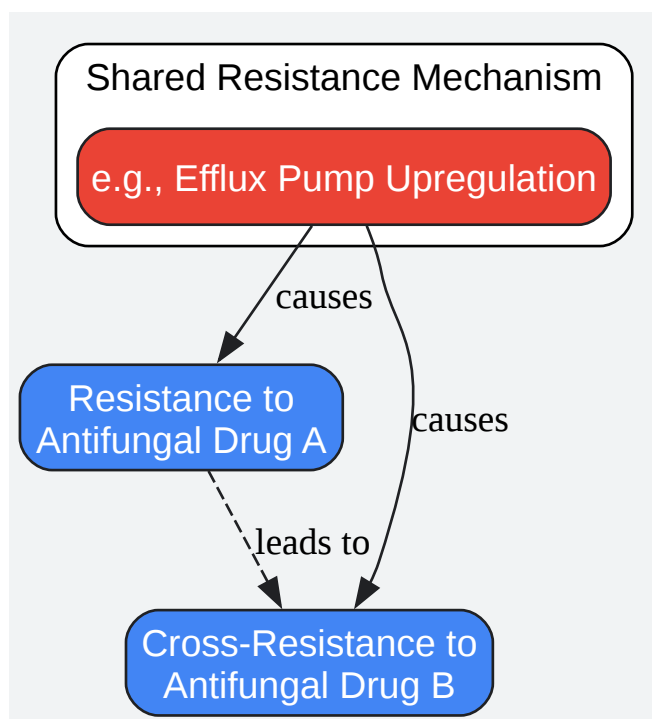 Shared Resistance Mechanism
e.g., Efflux Pump Upregulation
causes
Resistance to
Antifungal Drug A
causes
leads to
Cross-Resistance to
Antifungal Drug B